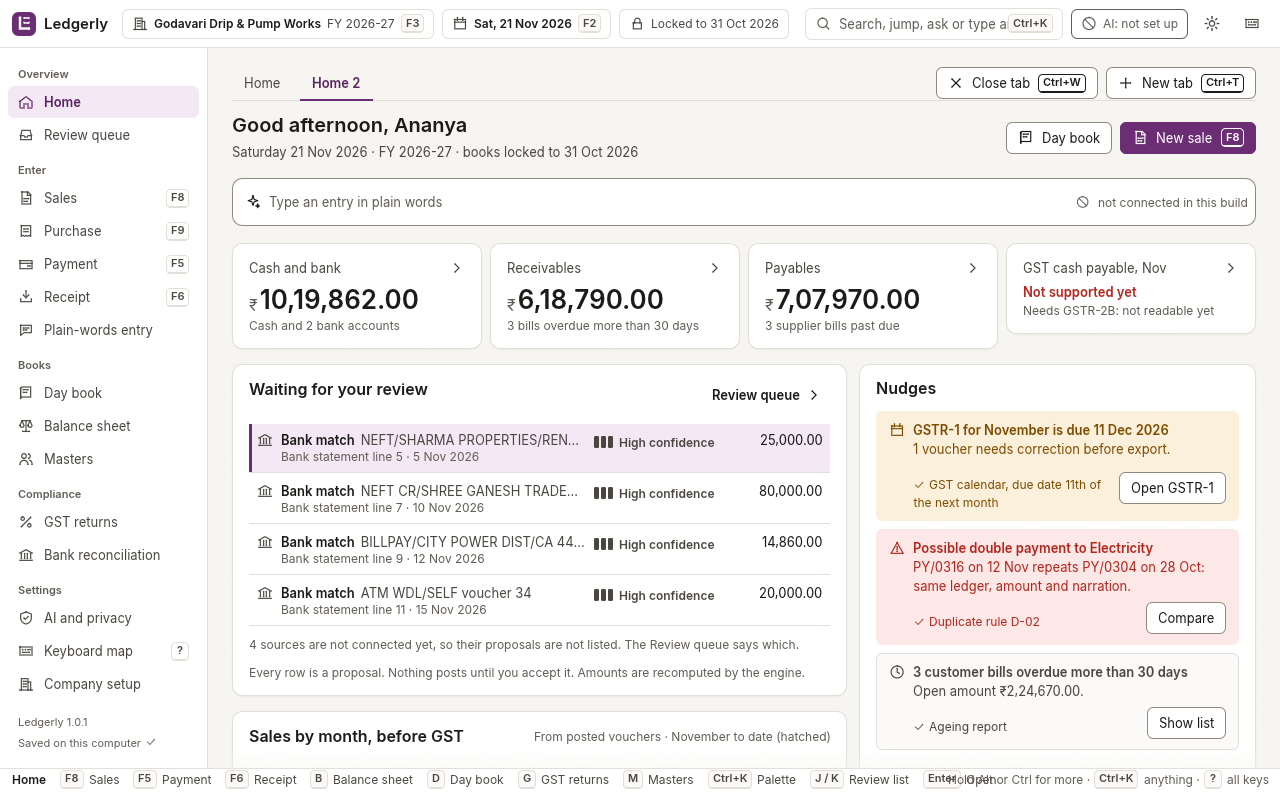 Ledgerly
Godavari Drip & Pump Works FY 2026-27 F3
Sat, 21 Nov 2026 F2
Locked to 31 Oct 2026
Search, jump, ask or type a Ctrl+K
AI: not set up
Overview
Home
Review queue
Enter
Sales F8
Purchase F9
Payment F5
Receipt F6
Plain-words entry
Books
Day book
Balance sheet
Masters
Compliance
GST returns
Bank reconciliation
Settings
AI and privacy
Keyboard map ?
Company setup
Ledgerly 1.0.1
Saved on this computer
Home
Home 2
Close tab Ctrl+W
New tab Ctrl+T
Good afternoon, Ananya
Saturday 21 Nov 2026 · FY 2026-27 · books locked to 31 Oct 2026
Day book
New sale F8
Type an entry in plain words
not connected in this build
Cash and bank
₹10,19,862.00
Cash and 2 bank accounts
Receivables
₹6,18,790.00
3 bills overdue more than 30 days
Payables
₹7,07,970.00
3 supplier bills past due
GST cash payable, Nov
Not supported yet
Needs GSTR-2B: not readable yet
Waiting for your review
Review queue
Bank match NEFT/SHARMA PROPERTIES/REN... High confidence 25,000.00
Bank statement line 5 · 5 Nov 2026
Bank match NEFT CR/SHREE GANESH TRADE... High confidence 80,000.00
Bank statement line 7 · 10 Nov 2026
Bank match BILLPAY/CITY POWER DIST/CA 44... High confidence 14,860.00
Bank statement line 9 · 12 Nov 2026
Bank match ATM WDL/SELF voucher 34 High confidence 20,000.00
Bank statement line 11 · 15 Nov 2026
4 sources are not connected yet, so their proposals are not listed. The Review queue says which.
Every row is a proposal. Nothing posts until you accept it. Amounts are recomputed by the engine.
Sales by month, before GST
From posted vouchers · November to date (hatched)
Nudges
GSTR-1 for November is due 11 Dec 2026
1 voucher needs correction before export.
✓ GST calendar, due date 11th of
the next month
Open GSTR-1
Possible double payment to Electricity
PY/0316 on 12 Nov repeats PY/0304 on 28 Oct:
same ledger, amount and narration.
✓ Duplicate rule D-02
Compare
3 customer bills overdue more than 30 days
Open amount ₹2,24,670.00.
✓ Ageing report
Show list
Home F8 Sales F5 Payment F6 Receipt B Balance sheet D Day book G GST returns M Masters Ctrl+K Palette J / K Review list Enter Open
Hold Alt or Ctrl for more · Ctrl+K anything · ? all keys